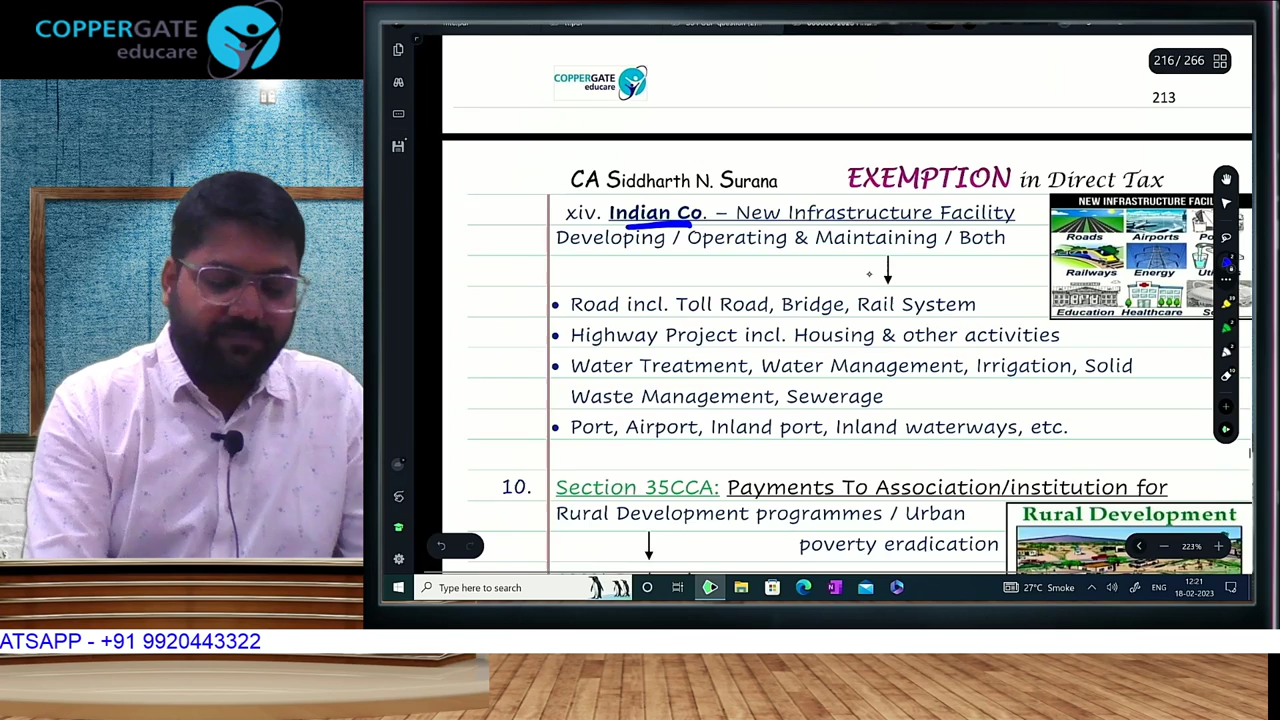 COPPERGATE
educare
COPPERGATE
educare
216 / 266
213
CA Siddharth N. Surana
EXEMPTION in Direct Tax
xiv. Indian Co. – New Infrastructure Facility
Developing / Operating & Maintaining / Both
NEW INFRASTRUCTURE FACIL
Roads
Airports
Po
Railways
Energy
Ut
Education
Healthcare
• Road incl. Toll Road, Bridge, Rail System
• Highway Project incl. Housing & other activities
• Water Treatment, Water Management, Irrigation, Solid
Waste Management, Sewerage
• Port, Airport, Inland port, Inland waterways, etc.
10. Section 35CCA: Payments To Association/institution for
Rural Development programmes / Urban
poverty eradication
Rural Development
223%
Type here to search
27°C Smoke
ENG
12:21
18-02-2023
ATSAPP - +91 9920443322